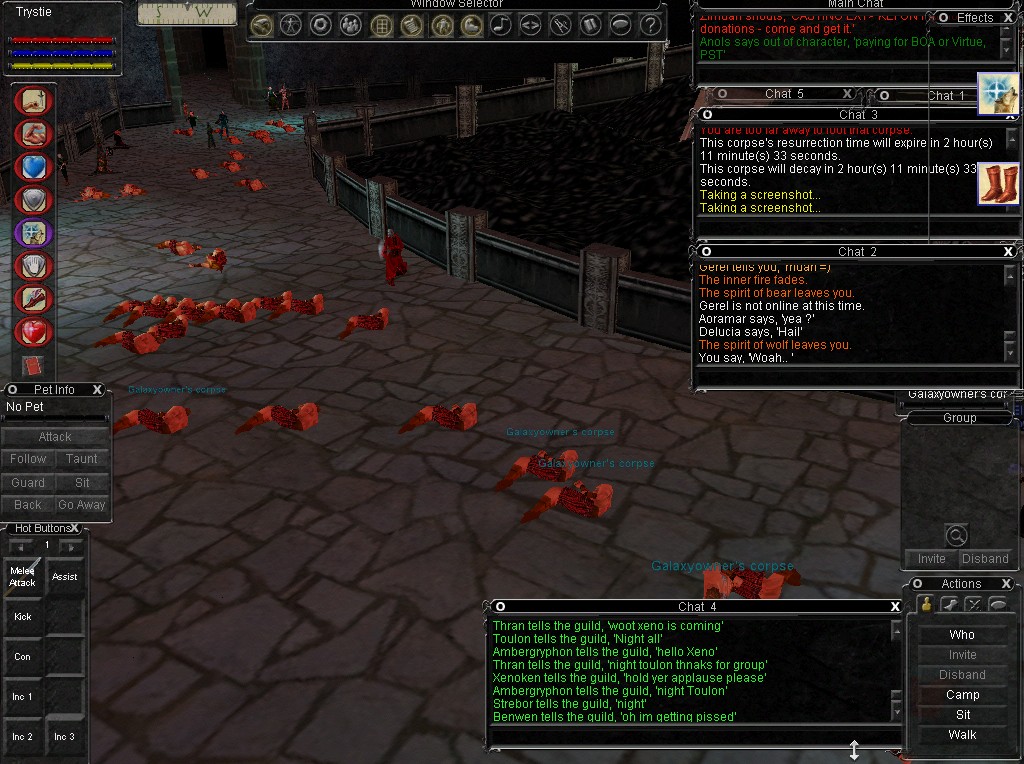 Trystie
S W
Window Selector
Main Chat
donations - come and get it.'
Anols says out of character, 'paying for BOA or Virtue,
PST'
Effects
Chat 5
Chat 1
Chat 3
You are too far away to loot that corpse.
This corpse's resurrection time will expire in 2 hour(s)
11 minute(s) 33 seconds.
This corpse will decay in 2 hour(s) 11 minute(s) 33
seconds.
Taking a screenshot...
Taking a screenshot...
Chat 2
Gerel tells you, 'muah =)
The inner fire fades.
The spirit of bear leaves you.
Gerel is not online at this time.
Aoramar says, 'yea ?'
Delucia says, 'Hail'
The spirit of wolf leaves you.
You say, 'Woah.. '
Pet Info
No Pet
Attack
Follow Taunt
Guard Sit
Back Go Away
Galaxyowner's corpse
Galaxyowner's corpse
Galaxyowner's corpse
Galaxyowner's corpse
Galaxyowner's cor
Group
Invite Disband
Hot Buttons
1
Melee Attack
Assist
Kick
Con
Inc 1
Inc 2
Inc 3
Chat 4
Thran tells the guild, 'woot xeno is coming'
Toulon tells the guild, 'Night all'
Ambergryphon tells the guild, 'hello Xeno'
Thran tells the guild, 'night toulon thnaks for group'
Xenoken tells the guild, 'hold yer applause please'
Ambergryphon tells the guild, 'night Toulon'
Strebor tells the guild, 'night'
Benwen tells the guild, 'oh im getting pissed'
Actions
Who
Invite
Disband
Camp
Sit
Walk